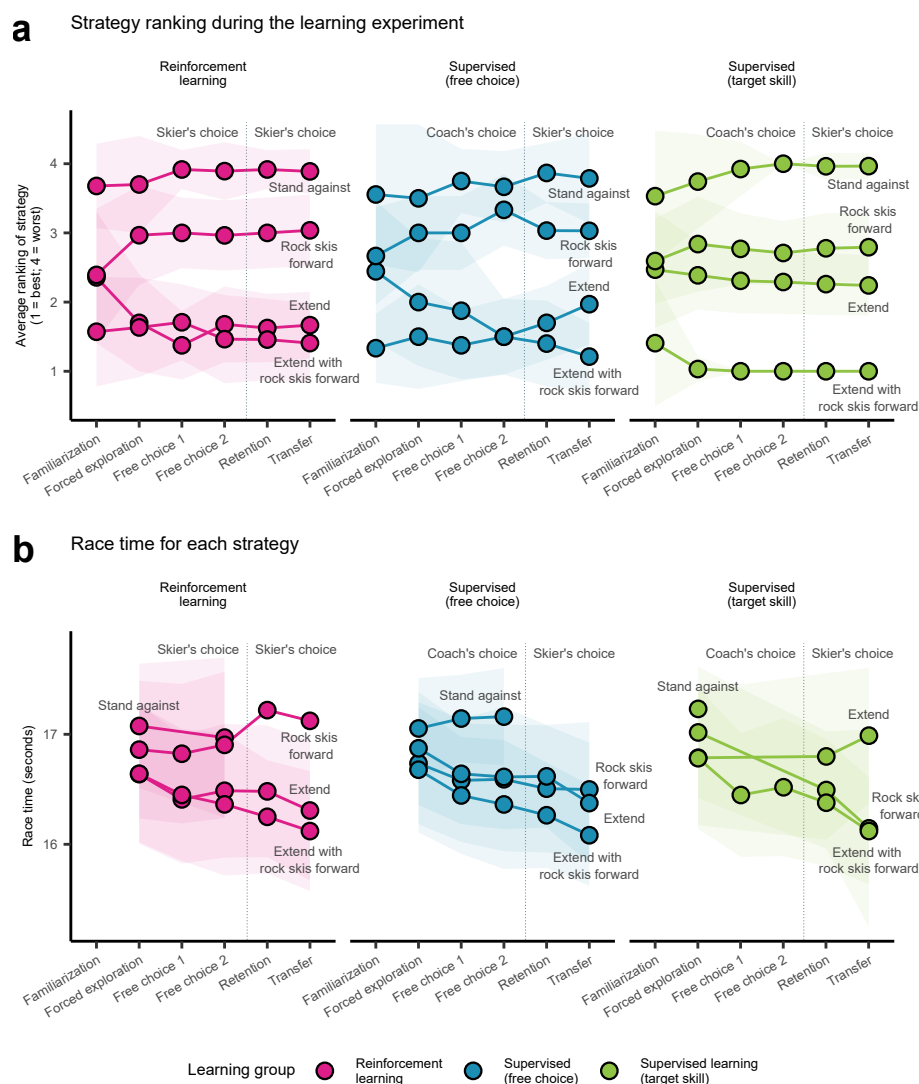 a
Strategy ranking during the learning experiment
Reinforcement
learning
Supervised
(free choice)
Supervised
(target skill)
Average ranking of strategy
(1 = best; 4 = worst)
4
3
2
1
Skier's choice
Skier's choice
Stand against
Rock skis
forward
Extend
Extend with
rock skis forward
Coach's choice
Skier's choice
Stand against
Rock skis
forward
Extend
Extend with
rock skis forward
Coach's choice
Skier's choice
Stand against
Rock skis
forward
Extend
Extend with
rock skis forward
Familiarization
Forced exploration
Free choice 1
Free choice 2
Retention
Transfer
Familiarization
Forced exploration
Free choice 1
Free choice 2
Retention
Transfer
Familiarization
Forced exploration
Free choice 1
Free choice 2
Retention
Transfer
b
Race time for each strategy
Reinforcement
learning
Supervised
(free choice)
Supervised
(target skill)
Race time (seconds)
17
16
Skier's choice
Skier's choice
Stand against
Rock skis
forward
Extend
Extend with
rock skis forward
Coach's choice
Skier's choice
Stand against
Rock skis
forward
Extend
Extend with
rock skis forward
Coach's choice
Skier's choice
Stand against
Extend
Rock sk
forwa
Extend with
rock skis forward
Familiarization
Forced exploration
Free choice 1
Free choice 2
Retention
Transfer
Familiarization
Forced exploration
Free choice 1
Free choice 2
Retention
Transfer
Familiarization
Forced exploration
Free choice 1
Free choice 2
Retention
Transfer
Learning group
Reinforcement
learning
Supervised
(free choice)
Supervised learning
(target skill)